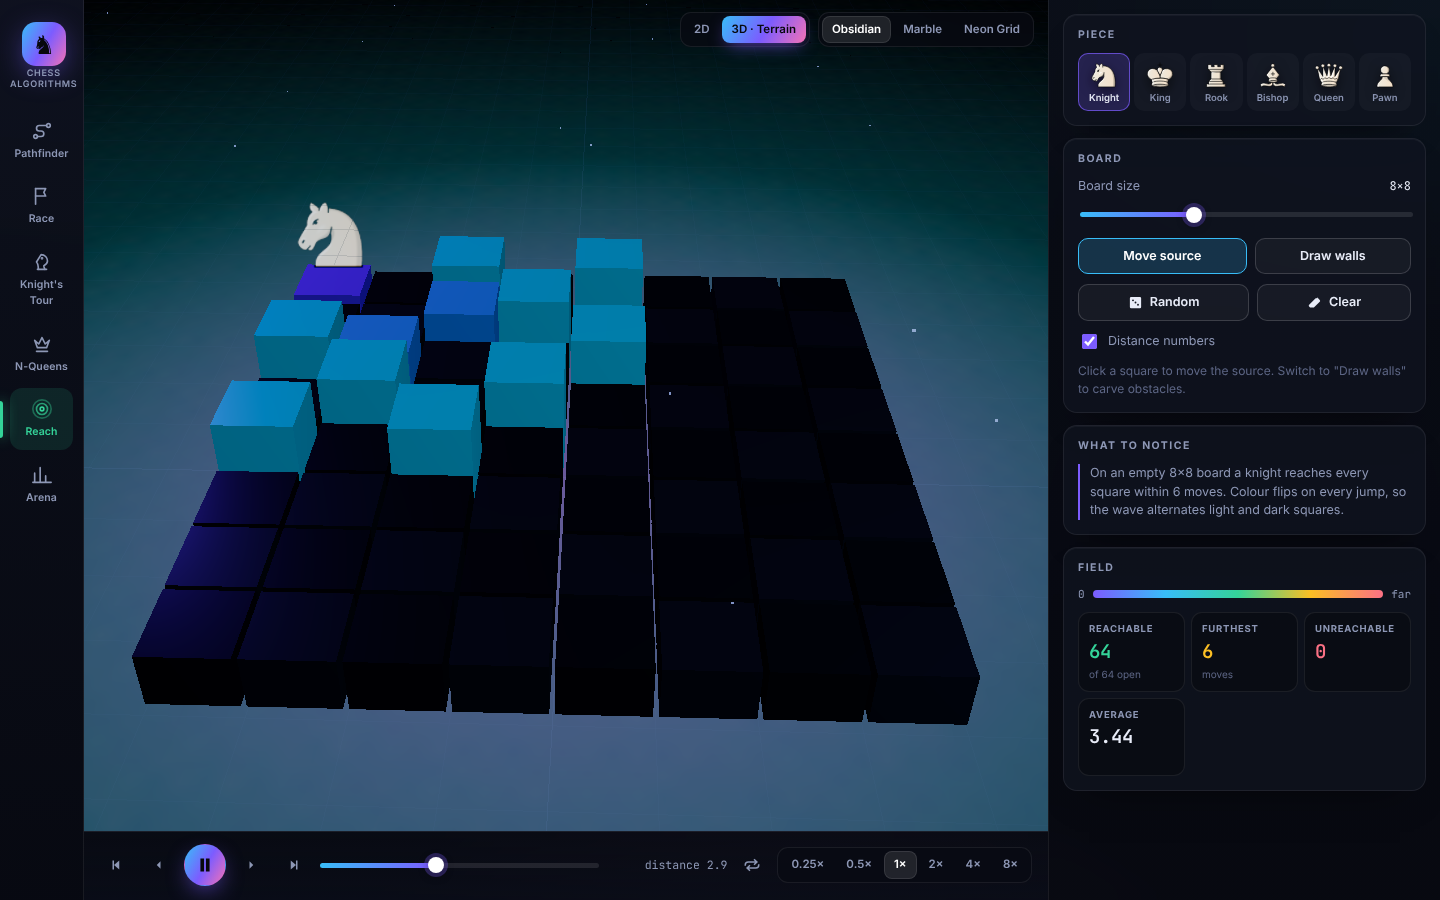 CHESS
ALGORITHMS
Pathfinder
Race
Knight's
Tour
N-Queens
Reach
Arena
2D
3D · Terrain
Obsidian
Marble
Neon Grid
distance 2.9
0.25×
0.5×
1×
2×
4×
8×
PIECE
Knight
King
Rook
Bishop
Queen
Pawn
BOARD
Board size
8×8
Move source
Draw walls
Random
Clear
Distance numbers
Click a square to move the source. Switch to "Draw walls"
to carve obstacles.
WHAT TO NOTICE
On an empty 8×8 board a knight reaches every
square within 6 moves. Colour flips on every jump, so
the wave alternates light and dark squares.
FIELD
0
far
REACHABLE
64
of 64 open
FURTHEST
6
moves
UNREACHABLE
0
AVERAGE
3.44